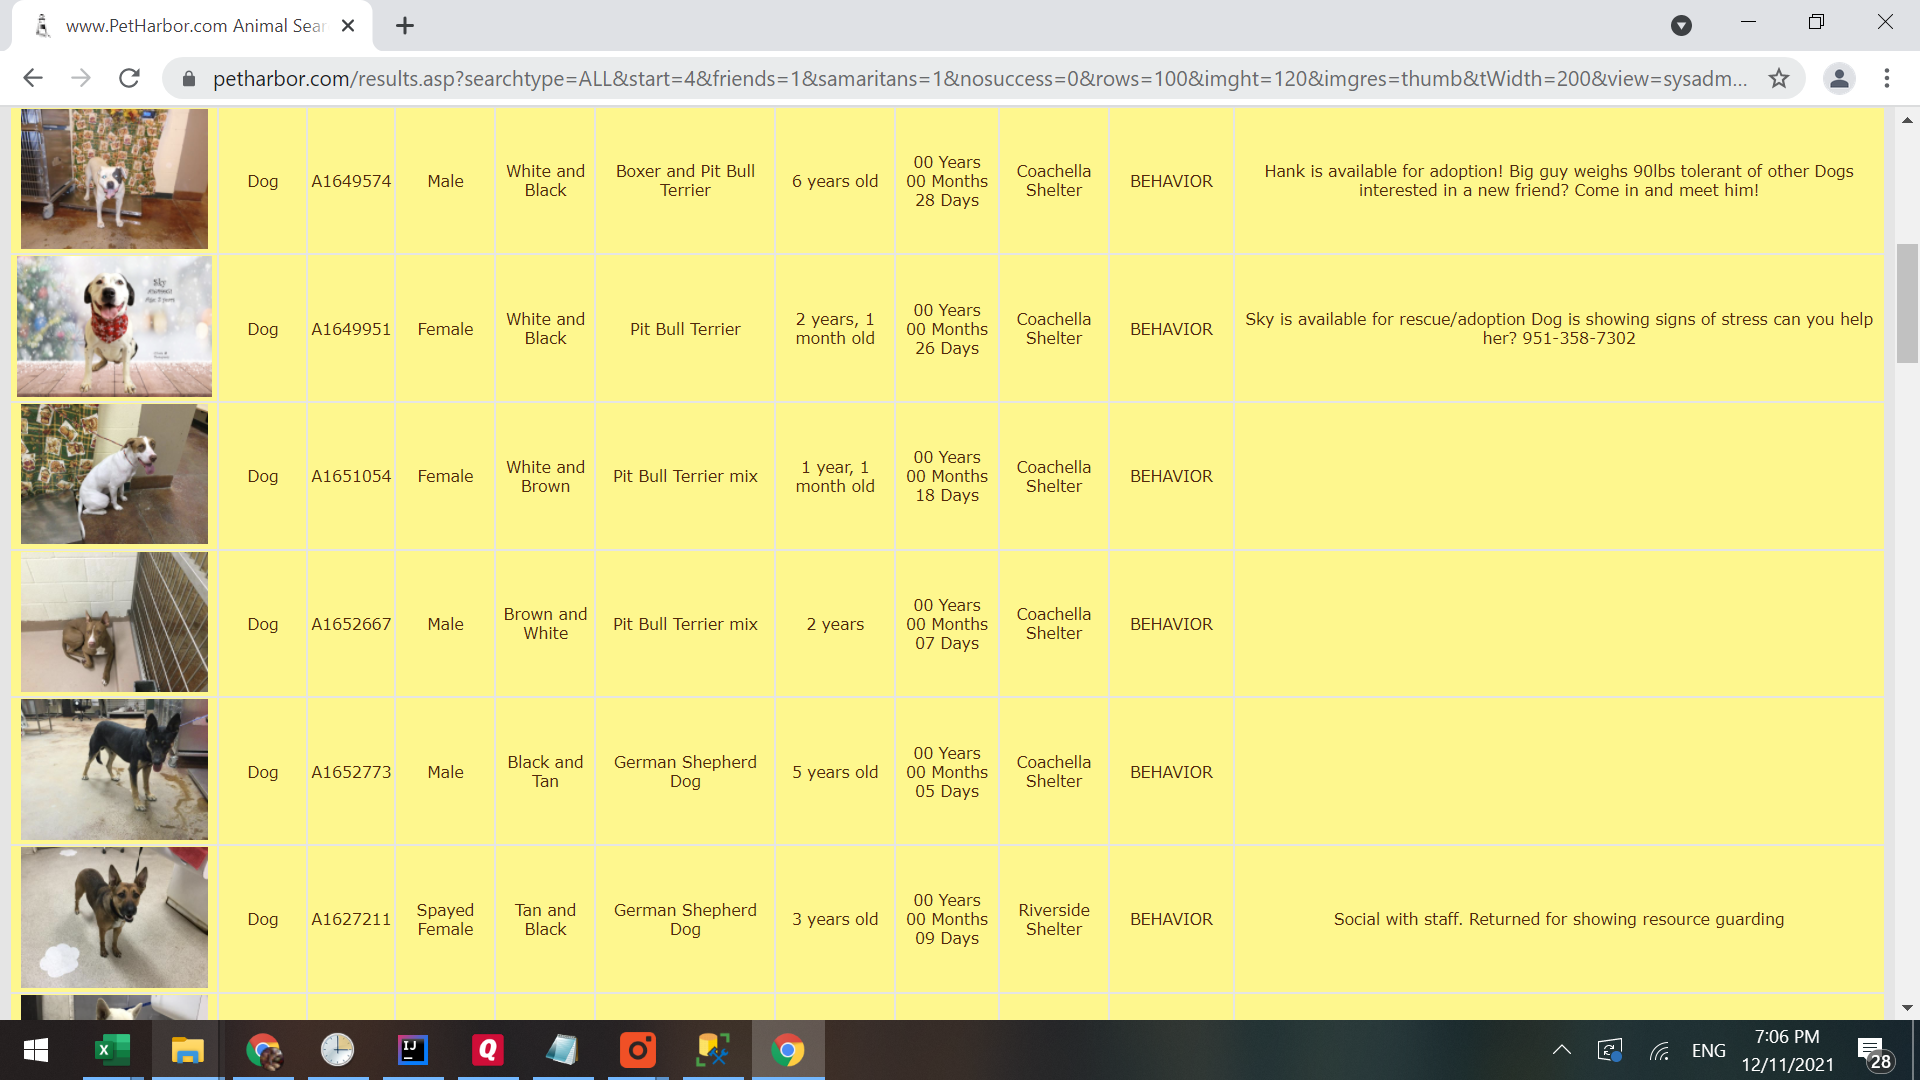 www.PetHarbor.com Animal Sear
petharbor.com/results.asp?searchtype=ALL&start=4&friends=1&samaritans=1&nosuccess=0&rows=100&imght=120&imgres=thumb&tWidth=200&view=sysadm...
Dog
A1649574
Male
White and
Black
Boxer and Pit Bull
Terrier
6 years old
00 Years
00 Months
28 Days
Coachella
Shelter
BEHAVIOR
Hank is available for adoption! Big guy weighs 90lbs tolerant of other Dogs
interested in a new friend? Come in and meet him!
Sky
Dog
A1649951
Female
White and
Black
Pit Bull Terrier
2 years, 1
month old
00 Years
00 Months
26 Days
Coachella
Shelter
BEHAVIOR
Sky is available for rescue/adoption Dog is showing signs of stress can you help
her? 951-358-7302
Dog
A1651054
Female
White and
Brown
Pit Bull Terrier mix
1 year, 1
month old
00 Years
00 Months
18 Days
Coachella
Shelter
BEHAVIOR
Dog
A1652667
Male
Brown and
White
Pit Bull Terrier mix
2 years
00 Years
00 Months
07 Days
Coachella
Shelter
BEHAVIOR
Dog
A1652773
Male
Black and
Tan
German Shepherd
Dog
5 years old
00 Years
00 Months
05 Days
Coachella
Shelter
BEHAVIOR
Dog
A1627211
Spayed
Female
Tan and
Black
German Shepherd
Dog
3 years old
00 Years
00 Months
09 Days
Riverside
Shelter
BEHAVIOR
Social with staff. Returned for showing resource guarding
X
IJ
Q
ENG
7:06 PM
12/11/2021
28